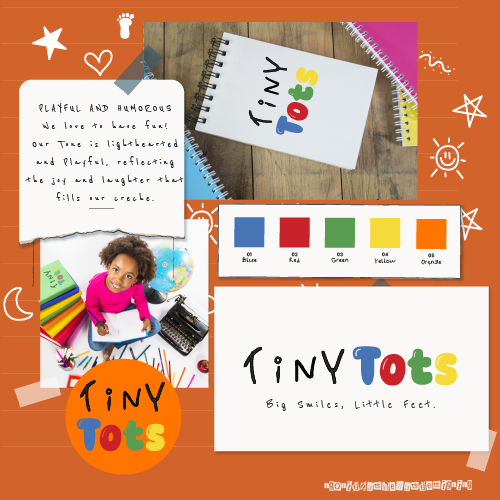 TiNY
Tots
PLAYFUL AND HUMOROUS
We love to have fun!
Our Tone is lighthearted
and Playful, reflecting
the joy and laughter that
fills our creche.
01
Blue
02
Red
03
Green
04
Yellow
05
Orange
TiNY
Tots
TiNY Tots
Big Smiles, Little Feet.
TiNY
Tots